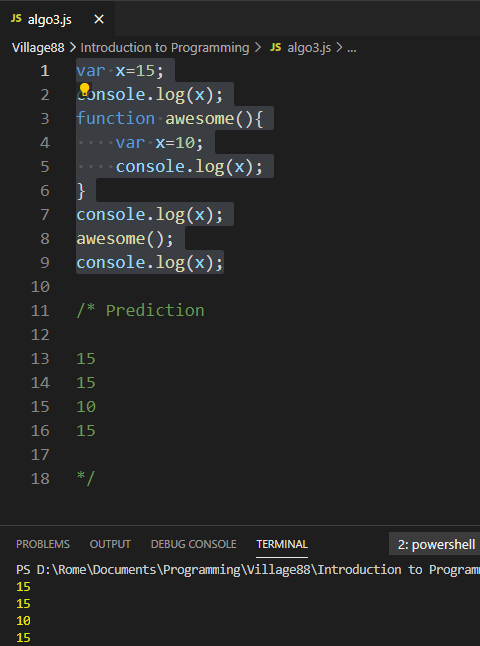 JS algo3.js ×
Village88 > Introduction to Programming > JS algo3.js > ...
1 var x=15;
2 console.log(x);
3 function awesome(){
4 ····var x=10;
5 ····console.log(x);
6 }
7 console.log(x);
8 awesome();
9 console.log(x);
10
11 /* Prediction
12
13 15
14 15
15 10
16 15
17
18 */
PROBLEMS OUTPUT DEBUG CONSOLE TERMINAL 2: powershell
PS D:\Rome\Documents\Programming\Village88\Introduction to Programm
15
15
10
15